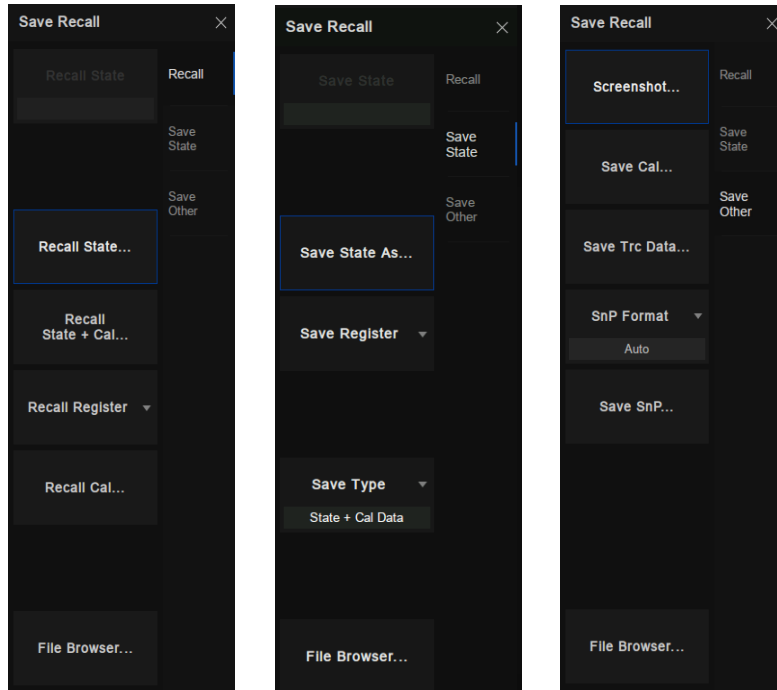 Save Recall
Recall State
Recall
Save
State
Save
Other
Recall State...
Recall
State + Cal...
Recall Register
Recall Cal...
File Browser...
Save Recall
Save State
Recall
Save
State
Save
Other
Save State As...
Save Register
Save Type
State + Cal Data
File Browser...
Save Recall
Screenshot...
Recall
Save
State
Save Cal...
Save
Other
Save Trc Data...
SnP Format
Auto
Save SnP...
File Browser...